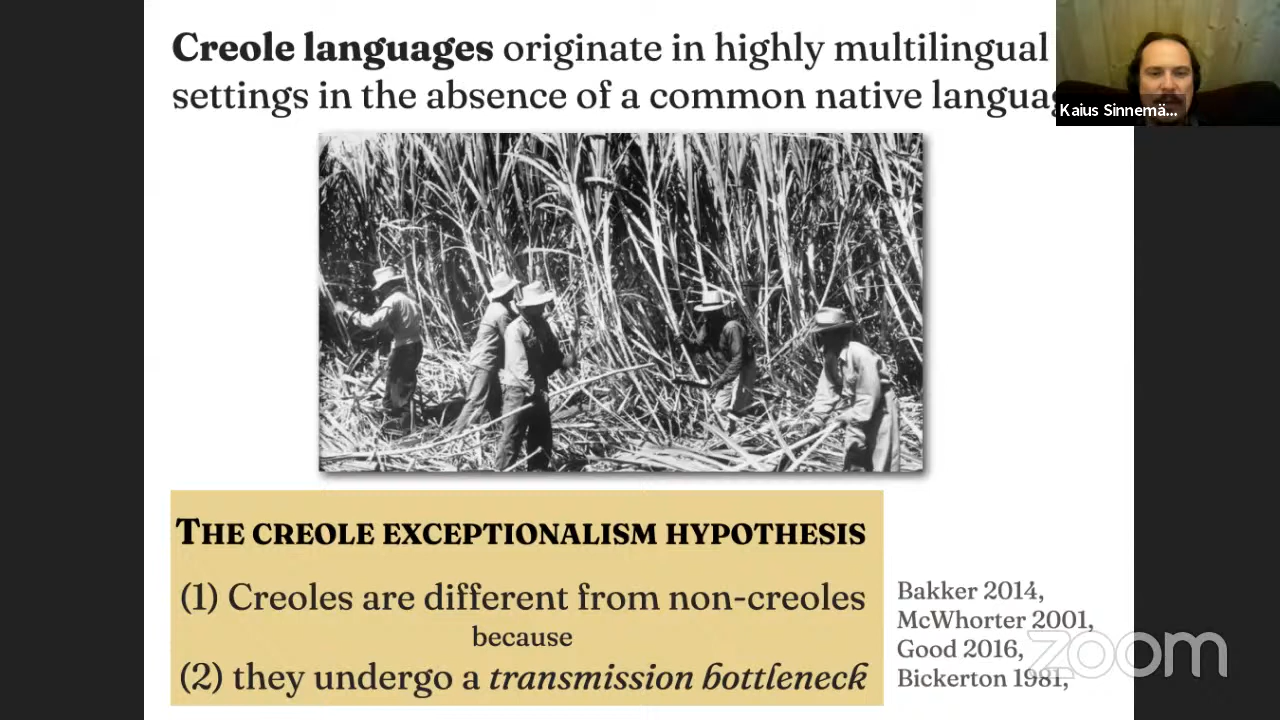 Creole languages originate in highly multilingual
settings in the absence of a common native langua
Kaius Sinnemä...
THE CREOLE EXCEPTIONALISM HYPOTHESIS
(1) Creoles are different from non-creoles
because
(2) they undergo a transmission bottleneck
Bakker 2014,
McWhorter 2001,
Good 2016,
Bickerton 1981,
zoom